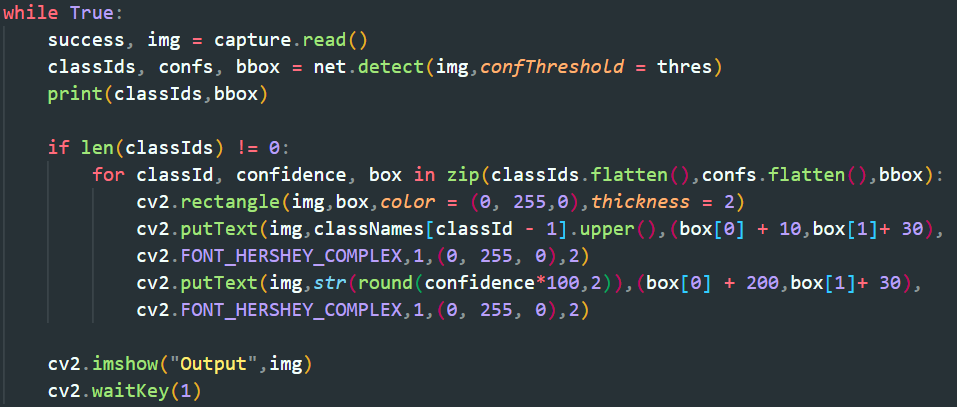 while True:
    success, img = capture.read()
    classIds, confs, bbox = net.detect(img,confThreshold = thres)
    print(classIds,bbox)

    if len(classIds) != 0:
        for classId, confidence, box in zip(classIds.flatten(),confs.flatten(),bbox):
            cv2.rectangle(img,box,color = (0, 255,0),thickness = 2)
            cv2.putText(img,classNames[classId - 1].upper(),(box[0] + 10,box[1]+ 30),
            cv2.FONT_HERSHEY_COMPLEX,1,(0, 255, 0),2)
            cv2.putText(img,str(round(confidence*100,2)),(box[0] + 200,box[1]+ 30),
            cv2.FONT_HERSHEY_COMPLEX,1,(0, 255, 0),2)

    cv2.imshow("Output",img)
    cv2.waitKey(1)